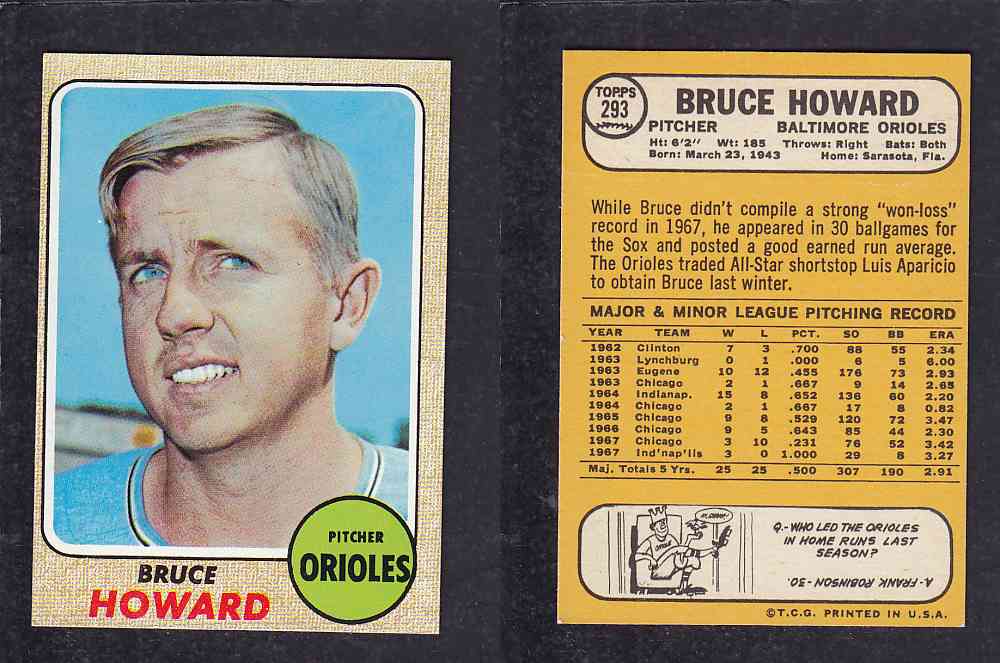 PITCHER
ORIOLES
BRUCE
HOWARD
TOPPS
293
BRUCE HOWARD
PITCHER BALTIMORE ORIOLES
Ht: 6'2" Wt: 185 Throws: Right Bats: Both
Born: March 23, 1943 Home: Sarasota, Fla.
While Bruce didn't compile a strong "won-loss"
record in 1967, he appeared in 30 ballgames for
the Sox and posted a good earned run average.
The Orioles traded All-Star shortstop Luis Aparicio
to obtain Bruce last winter.
MAJOR & MINOR LEAGUE PITCHING RECORD
YEAR TEAM W L PCT. SO BB ERA
1962 Clinton 7 3 .700 88 55 2.34
1963 Lynchburg 0 1 .000 6 5 6.00
1963 Eugene 10 12 .455 176 73 2.93
1963 Chicago 2 1 .667 9 14 2.65
1964 Indianap. 15 8 .652 136 60 2.20
1964 Chicago 2 1 .667 17 8 0.82
1965 Chicago 9 8 .529 120 72 3.47
1966 Chicago 9 5 .643 85 44 2.30
1967 Chicago 3 10 .231 76 52 3.42
1967 Ind'nap'lis 3 0 1.000 29 8 3.27
Maj. Totals 5 Yrs. 25 25 .500 307 190 2.91
Q.-WHO LED THE ORIOLES
IN HOME RUNS LAST
SEASON?
A.-FRANK ROBINSON-30.
©T.C.G. PRINTED IN U.S.A.